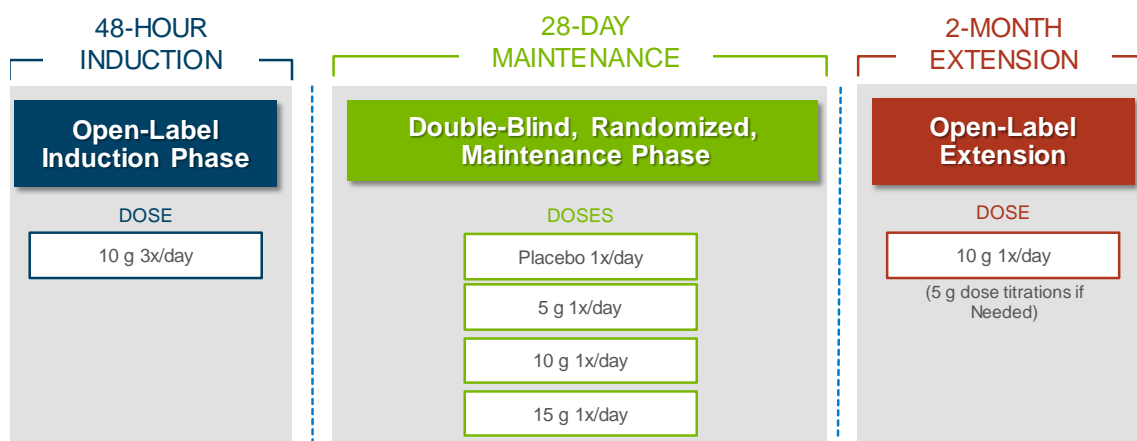 48-HOUR
INDUCTION
28-DAY
MAINTENANCE
2-MONTH
EXTENSION
Open-Label
Induction Phase
Double-Blind, Randomized,
Maintenance Phase
Open-Label
Extension
DOSE
10 g 3x/day
DOSES
Placebo 1x/day
5 g 1x/day
10 g 1x/day
15 g 1x/day
DOSE
10 g 1x/day
(5 g dose titrations if
Needed)